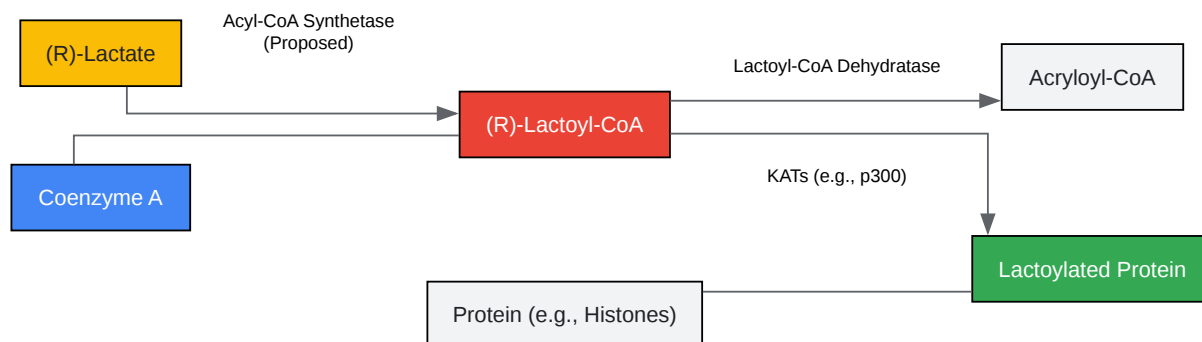 Acyl-CoA Synthetase
(Proposed)
(R)-Lactate
Lactoyl-CoA Dehydratase
Acryloyl-CoA
(R)-Lactoyl-CoA
KATs (e.g., p300)
Coenzyme A
Lactoylated Protein
Protein (e.g., Histones)